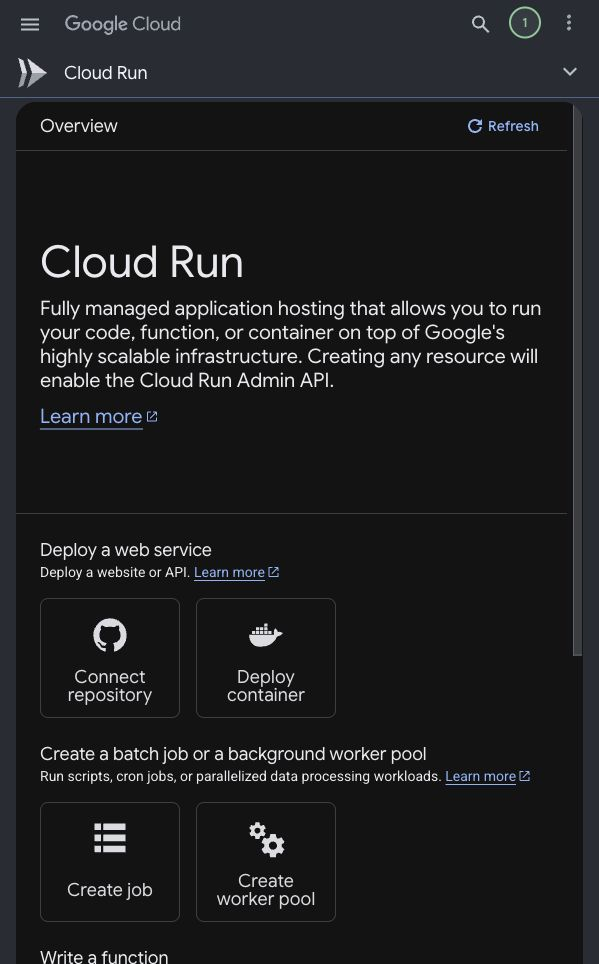 Google Cloud
1
Cloud Run
Overview
Refresh
Cloud Run
Fully managed application hosting that allows you to run
your code, function, or container on top of Google's
highly scalable infrastructure. Creating any resource will
enable the Cloud Run Admin API.
Learn more
Deploy a web service
Deploy a website or API. Learn more
Connect
repository
Deploy
container
Create a batch job or a background worker pool
Run scripts, cron jobs, or parallelized data processing workloads. Learn more
Create job
Create
worker pool
Write a function